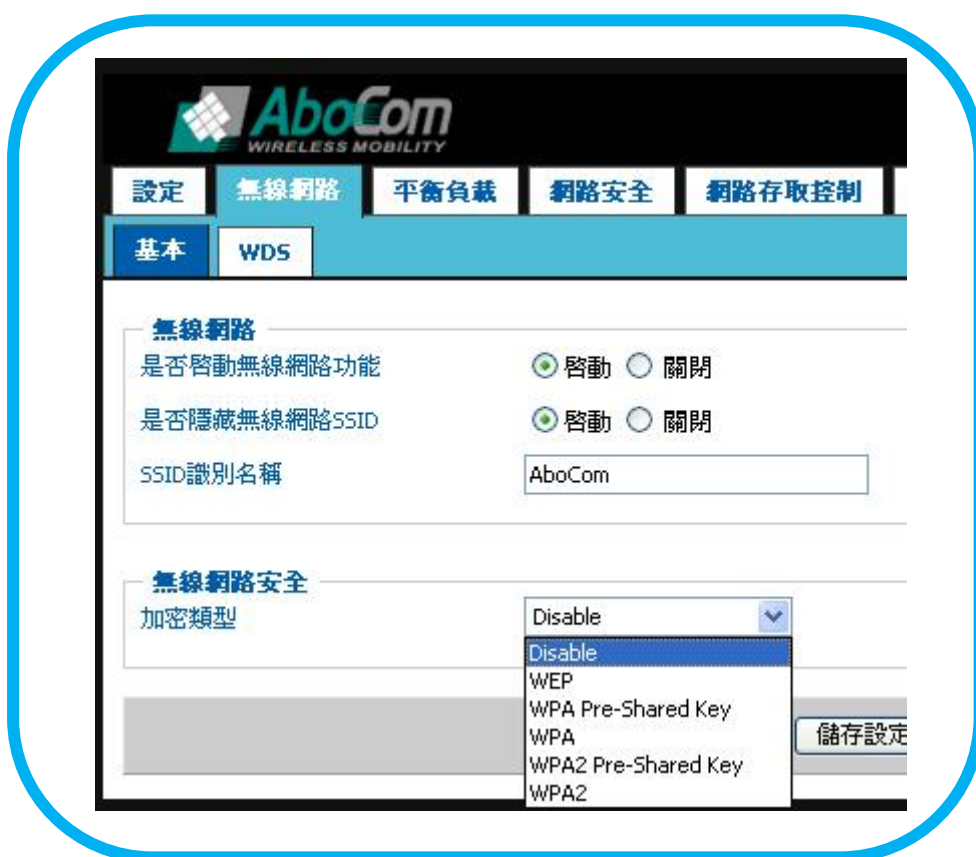 AboCom
WIRELESS MOBILITY
設定 無線網路 平衡負載 網路安全 網路存取控制
基本 WDS
無線網路
是否啓動無線網路功能 啓動 關閉
是否隱藏無線網路SSID 啓動 關閉
SSID識別名稱 AboCom
無線網路安全
加密類型 Disable
Disable
WEP
WPA Pre-Shared Key
WPA
WPA2 Pre-Shared Key
WPA2
儲存設定